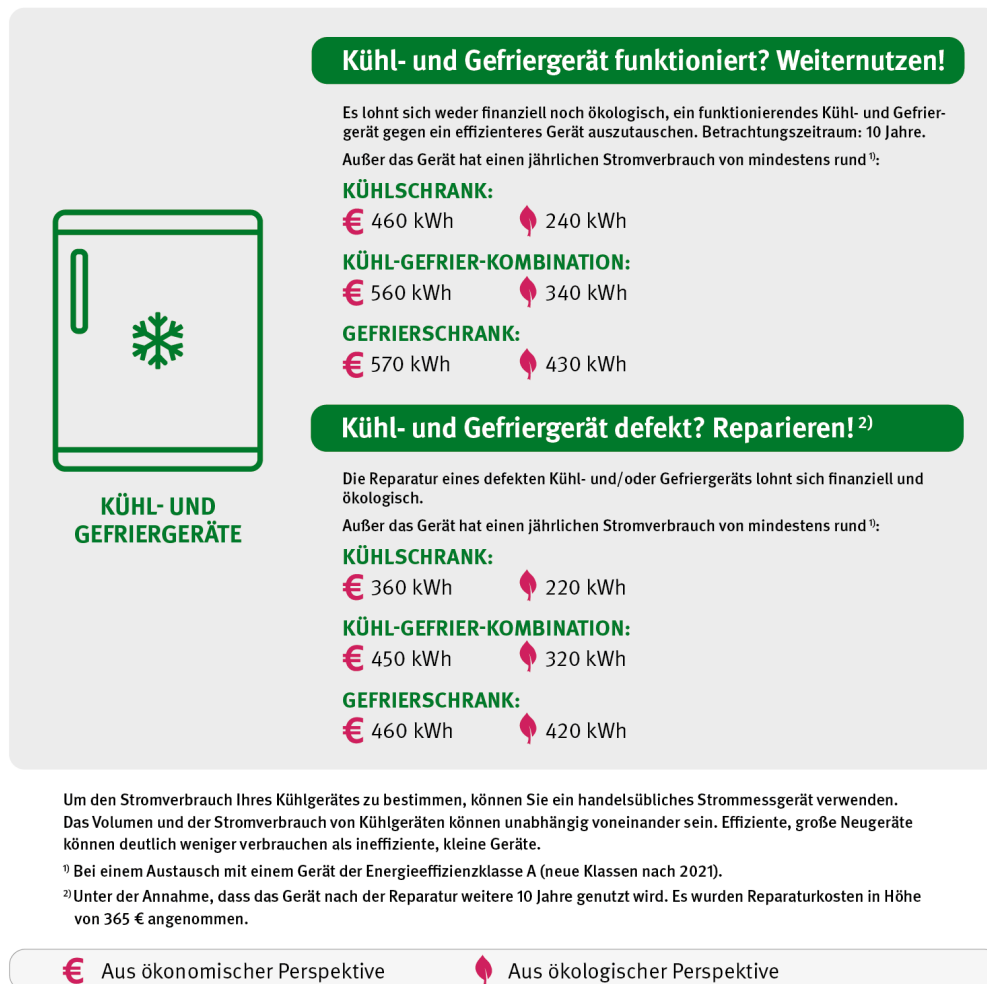 Kühl- und Gefriergerät funktioniert? Weiternutzen!
Es lohnt sich weder finanziell noch ökologisch, ein funktionierendes Kühl- und Gefrier-
gerät gegen ein effizienteres Gerät auszutauschen. Betrachtungszeitraum: 10 Jahre.
Außer das Gerät hat einen jährlichen Stromverbrauch von mindestens rund 1):
KÜHLSCHRANK:
€ 460 kWh 240 kWh
KÜHL-GEFRIER-KOMBINATION:
€ 560 kWh 340 kWh
GEFRIERSCHRANK:
€ 570 kWh 430 kWh
KÜHL- UND
GEFRIERGERÄTE
Kühl- und Gefriergerät defekt? Reparieren! 2)
Die Reparatur eines defekten Kühl- und/oder Gefriergeräts lohnt sich finanziell und
ökologisch.
Außer das Gerät hat einen jährlichen Stromverbrauch von mindestens rund 1):
KÜHLSCHRANK:
€ 360 kWh 220 kWh
KÜHL-GEFRIER-KOMBINATION:
€ 450 kWh 320 kWh
GEFRIERSCHRANK:
€ 460 kWh 420 kWh
Um den Stromverbrauch Ihres Kühlgerätes zu bestimmen, können Sie ein handelsübliches Strommessgerät verwenden.
Das Volumen und der Stromverbrauch von Kühlgeräten können unabhängig voneinander sein. Effiziente, große Neugeräte
können deutlich weniger verbrauchen als ineffiziente, kleine Geräte.
1) Bei einem Austausch mit einem Gerät der Energieeffizienzklasse A (neue Klassen nach 2021).
2) Unter der Annahme, dass das Gerät nach der Reparatur weitere 10 Jahre genutzt wird. Es wurden Reparaturkosten in Höhe
von 365 € angenommen.
€ Aus ökonomischer Perspektive Aus ökologischer Perspektive